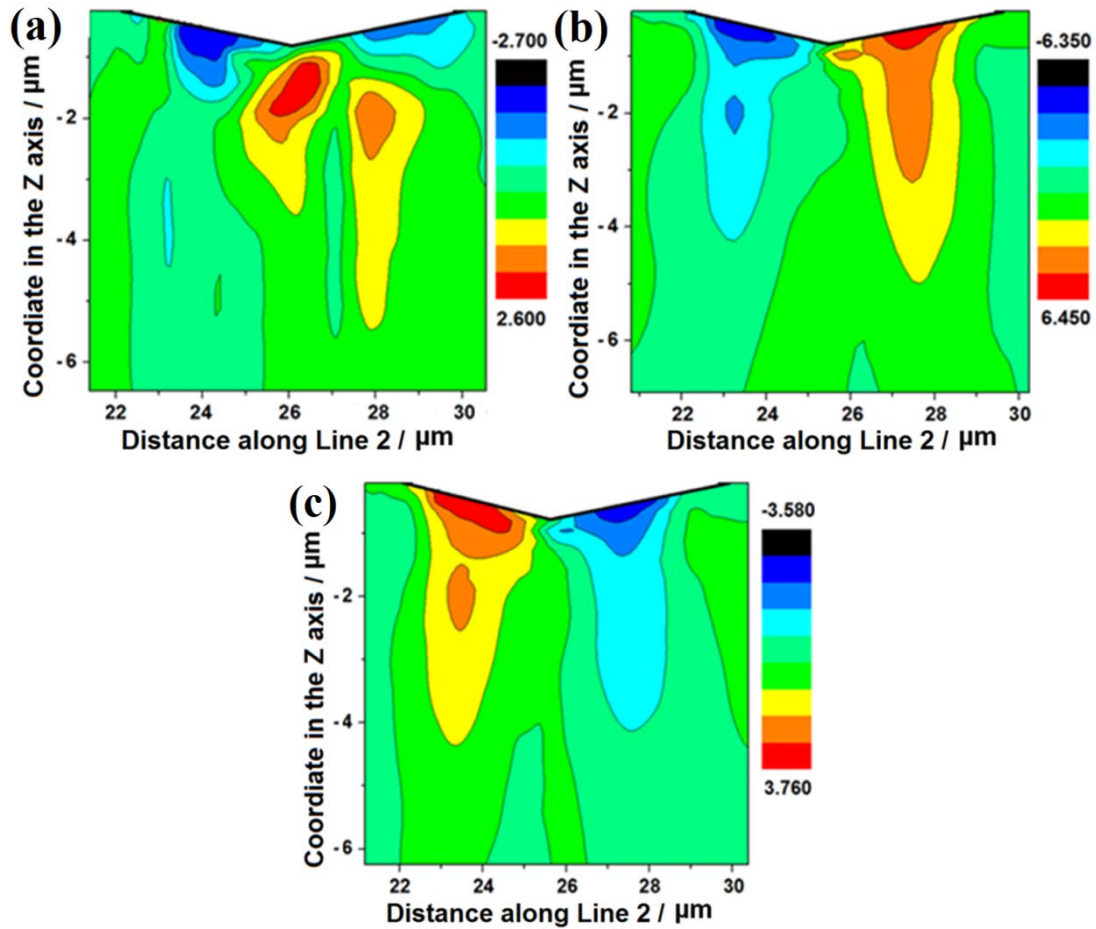 (a)
-2.700
2.600
Coordiate in the Z axis / µm
-2
-4
-6
22 24 26 28 30
Distance along Line 2 / µm
(b)
-6.350
6.450
Coordiate in the Z axis / µm
-2
-4
-6
22 24 26 28 30
Distance along Line 2 / µm
(c)
-3.580
3.760
Coordinate in the Z axis / µm
-2
-4
-6
22 24 26 28 30
Distance along Line 2 / µm